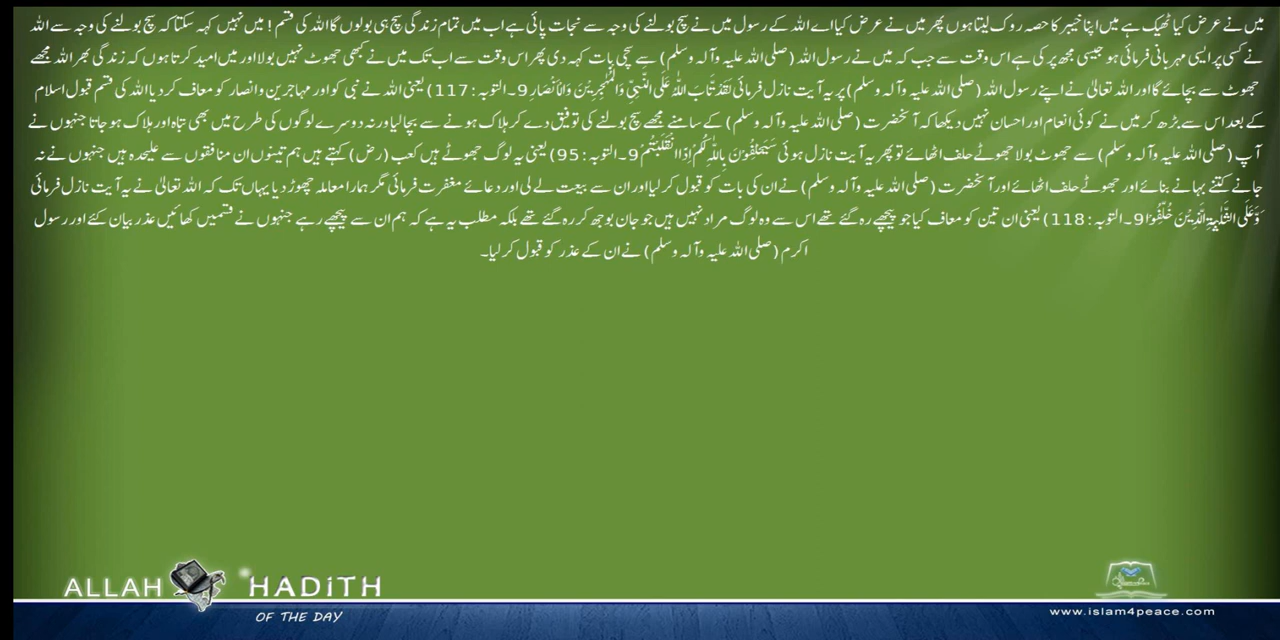 میں نے عرض کیا ٹھیک ہے میں اپنا خیبر کا حصہ روک لیتا ہوں پھر میں نے عرض کیا اے اللہ کے رسول میں نے سچ بولنے کی وجہ سے نجات پائی ہے اب میں تمام زندگی سچ ہی بولوں گا اللہ کی قسم ! میں نہیں کہہ سکتا کہ سچ بولنے کی وجہ سے اللہ
نے کسی پر ایسی مہربانی فرمائی ہو جیسی مجھ پر کی ہے اس وقت سے جب کہ میں نے رسول اللہ (صلی اللہ علیہ وآلہ وسلم) سے سچی بات کہہ دی پھر اس وقت سے اب تک میں نے کبھی جھوٹ نہیں بولا اور میں امید کرتا ہوں کہ زندگی بھر اللہ مجھے
جھوٹ سے بچائے گا اور اللہ تعالیٰ نے اپنے رسول اللہ (صلی اللہ علیہ وآلہ وسلم) پر یہ آیت نازل فرمائی لَقَدْ تَّابَ اللّٰهُ عَلَي النَّبِيِّ وَالْمُهٰجِرِيْنَ وَالْاَنْصَارِ 9۔ التوبہ : 117) یعنی اللہ نے نبی کو اور مہاجرین و انصار کو معاف کردیا اللہ کی قسم قبول اسلام
کے بعد اس سے بڑھ کر میں نے کوئی انعام اور احسان نہیں دیکھا کہ آنحضرت (صلی اللہ علیہ وآلہ وسلم) کے سامنے مجھے سچ بولنے کی توفیق دے کر ہلاک ہونے سے بچا لیا ورنہ دوسرے لوگوں کی طرح میں بھی تباہ اور ہلاک ہوجاتا جنہوں نے
آپ (صلی اللہ علیہ وآلہ وسلم) سے جھوٹ بولا جھوٹے حلف اٹھائے تو پھر یہ آیت نازل ہوئی سَيَحْلِفُوْنَ بِاللّٰهِ لَكُمْ اِذَا انْقَلَبْتُمْ 9۔ التوبہ : 95) یعنی یہ لوگ جھوٹے ہیں کعب (رض) کہتے ہیں ہم تینوں ان منافقوں سے علیحدہ ہیں جنہوں نے نہ
جانے کتنے بہانے بنائے اور جھوٹے حلف اٹھائے اور آنحضرت (صلی اللہ علیہ وآلہ وسلم) نے ان کی بات کو قبول کرلیا اور ان سے بیعت لے لی اور دعائے مغفرت فرمائی مگر ہمارا معاملہ چھوڑ دیا یہاں تک کہ اللہ تعالیٰ نے یہ آیت نازل فرمائی
وَّعَلَي الثَّلٰثَةِ الَّذِيْنَ خُلِّفُوْا 9۔ التوبہ : 118) یعنی ان تین کو معاف کیا جو پیچھے رہ گئے تھے اس سے وہ لوگ مراد نہیں ہیں جو جان بوجھ کر رہ گئے تھے بلکہ مطلب یہ ہے کہ ہم ان سے پیچھے رہے جنہوں نے قسمیں کھائیں عذر بیان کئے اور رسول
اکرم (صلی اللہ علیہ وآلہ وسلم) نے ان کے عذر کو قبول کرلیا۔
ALLAH HADITH
OF THE DAY
www.islam4peace.com